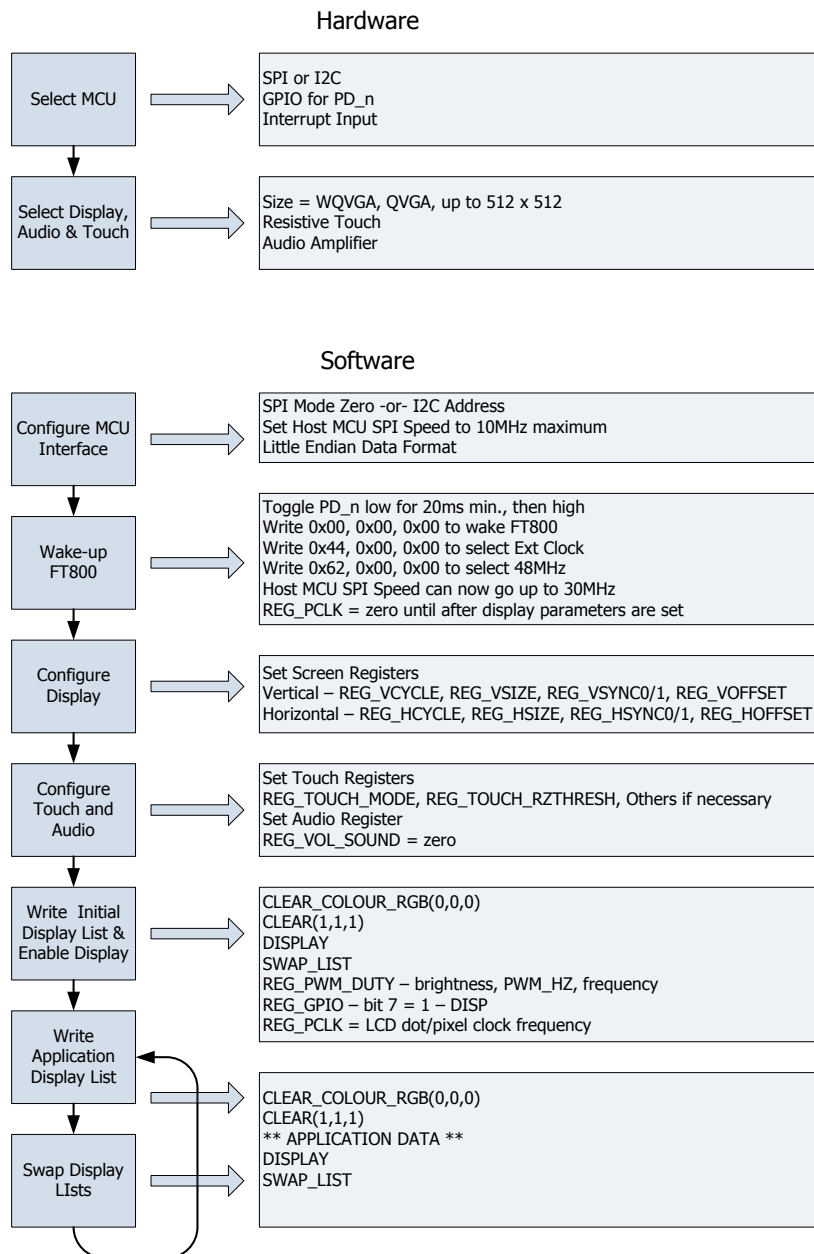 Hardware
Select MCU
SPI or I2C
GPIO for PD_n
Interrupt Input
Select Display,
Audio & Touch
Size = WQVGA, QVGA, up to 512 x 512
Resistive Touch
Audio Amplifier
Software
Configure MCU
Interface
SPI Mode Zero -or- I2C Address
Set Host MCU SPI Speed to 10MHz maximum
Little Endian Data Format
Wake-up
FT800
Toggle PD_n low for 20ms min., then high
Write 0x00, 0x00, 0x00 to wake FT800
Write 0x44, 0x00, 0x00 to select Ext Clock
Write 0x62, 0x00, 0x00 to select 48MHz
Host MCU SPI Speed can now go up to 30MHz
REG_PCLK = zero until after display parameters are set
Configure
Display
Set Screen Registers
Vertical – REG_VCYCLE, REG_VSIZE, REG_VSYNC0/1, REG_VOFFSET
Horizontal – REG_HCYCLE, REG_HSIZE, REG_HSYNC0/1, REG_HOFFSET
Configure
Touch and
Audio
Set Touch Registers
REG_TOUCH_MODE, REG_TOUCH_RZTHRESH, Others if necessary
Set Audio Register
REG_VOL_SOUND = zero
Write Initial
Display List &
Enable Display
CLEAR_COLOUR_RGB(0,0,0)
CLEAR(1,1,1)
DISPLAY
SWAP_LIST
REG_PWM_DUTY – brightness, PWM_HZ, frequency
REG_GPIO – bit 7 = 1 – DISP
REG_PCLK = LCD dot/pixel clock frequency
Write
Application
Display List
CLEAR_COLOUR_RGB(0,0,0)
CLEAR(1,1,1)
** APPLICATION DATA **
DISPLAY
SWAP_LIST
Swap Display
LIsts